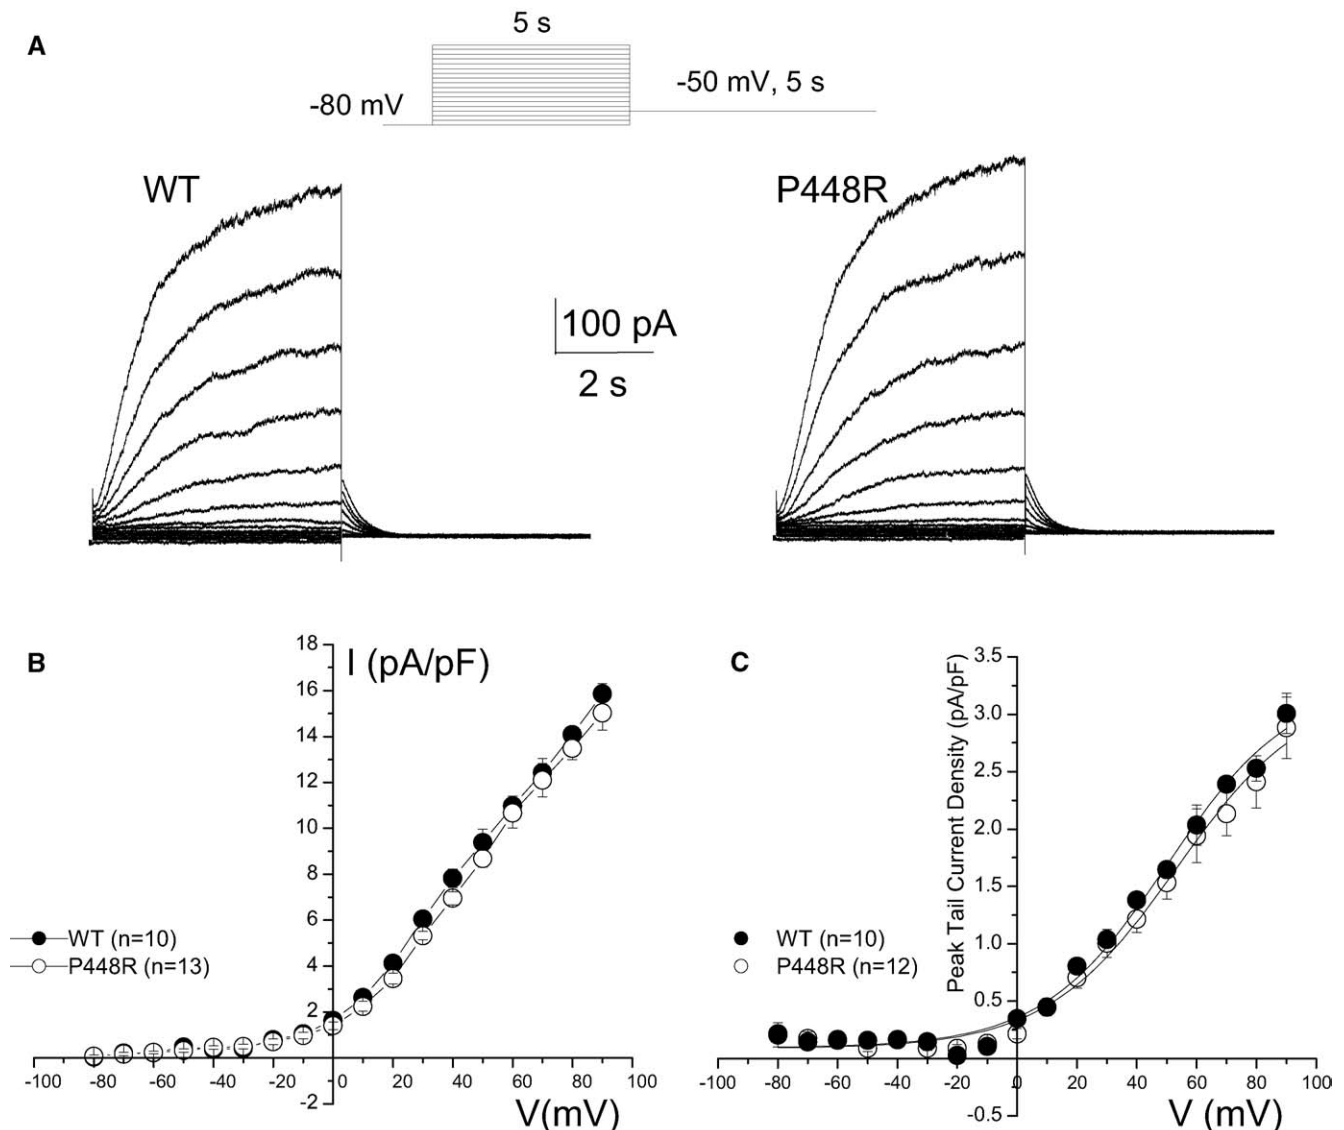 A
5 s
-80 mV
-50 mV, 5 s
WT
P448R
100 pA
2 s
B
I (pA/pF)
18
16
14
12
10
8
6
4
2
-2
-100 -80 -60 -40 -20 0 20 40 60 80 100
V(mV)
WT (n=10)
P448R (n=13)
C
Peak Tail Current Density (pA/pF)
3.5
3.0
2.5
2.0
1.5
1.0
0.5
-0.5
-100 -80 -60 -40 -20 0 20 40 60 80 100
V (mV)
WT (n=10)
P448R (n=12)